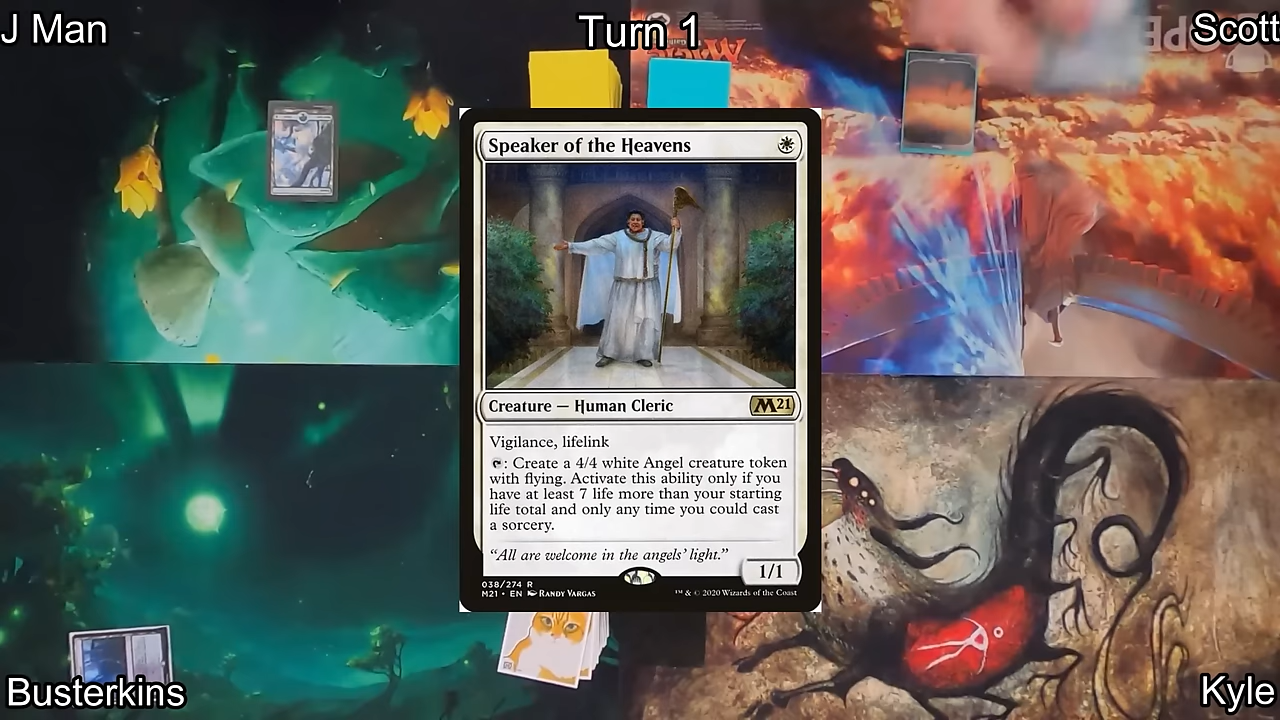 J Man
Turn 1
Scott
Speaker of the Heavens
Creature — Human Cleric
M21
Vigilance, lifelink
: Create a 4/4 white Angel creature token
with flying. Activate this ability only if you
have at least 7 life more than your starting
life total and only any time you could cast
a sorcery.
“All are welcome in the angels’ light.”
1/1
038/274 R
M21 • EN Randy Vargas
™ & © 2020 Wizards of the Coast
Busterkins
Kyle